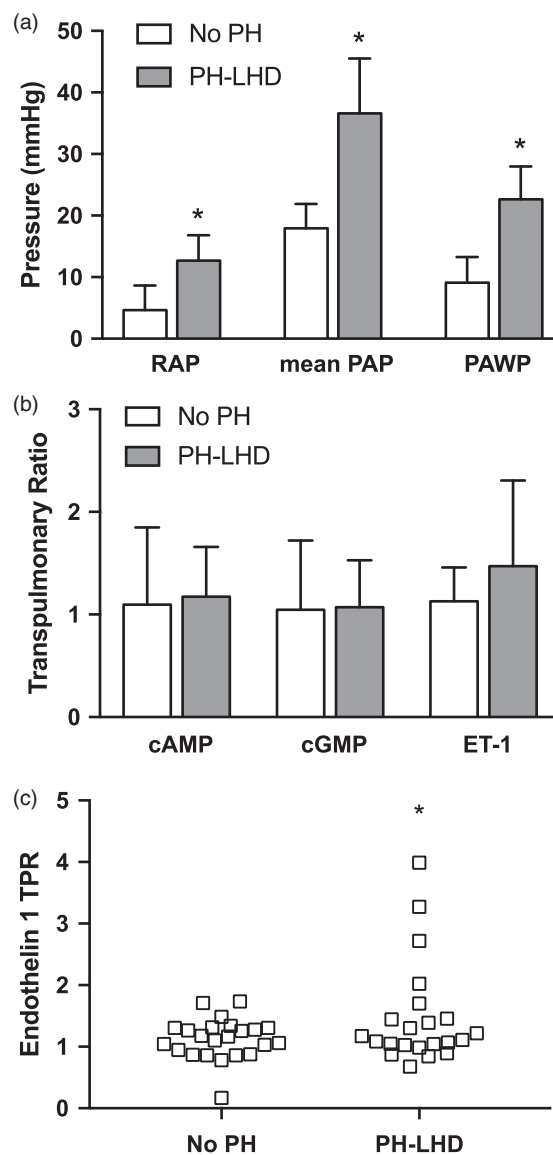 (a)
No PH
PH-LHD
Pressure (mmHg)
50
40
30
20
10
0
*
*
*
RAP mean PAP PAWP
(b)
No PH
PH-LHD
Transpulmonary Ratio
3
2
1
0
cAMP cGMP ET-1
(c)
Endothelin 1 TPR
5
4
3
2
1
0
*
No PH PH-LHD